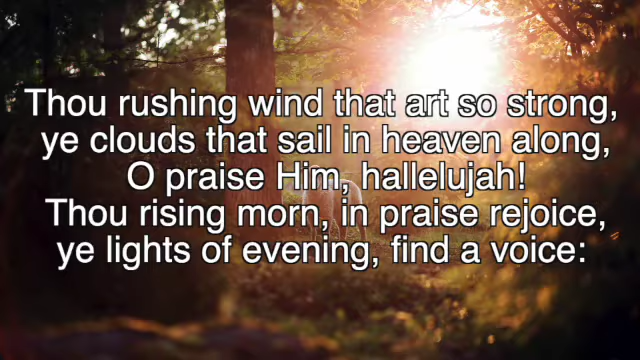 Thou rushing wind that art so strong,
ye clouds that sail in heaven along,
O praise Him, hallelujah!
Thou rising morn, in praise rejoice,
ye lights of evening, find a voice: